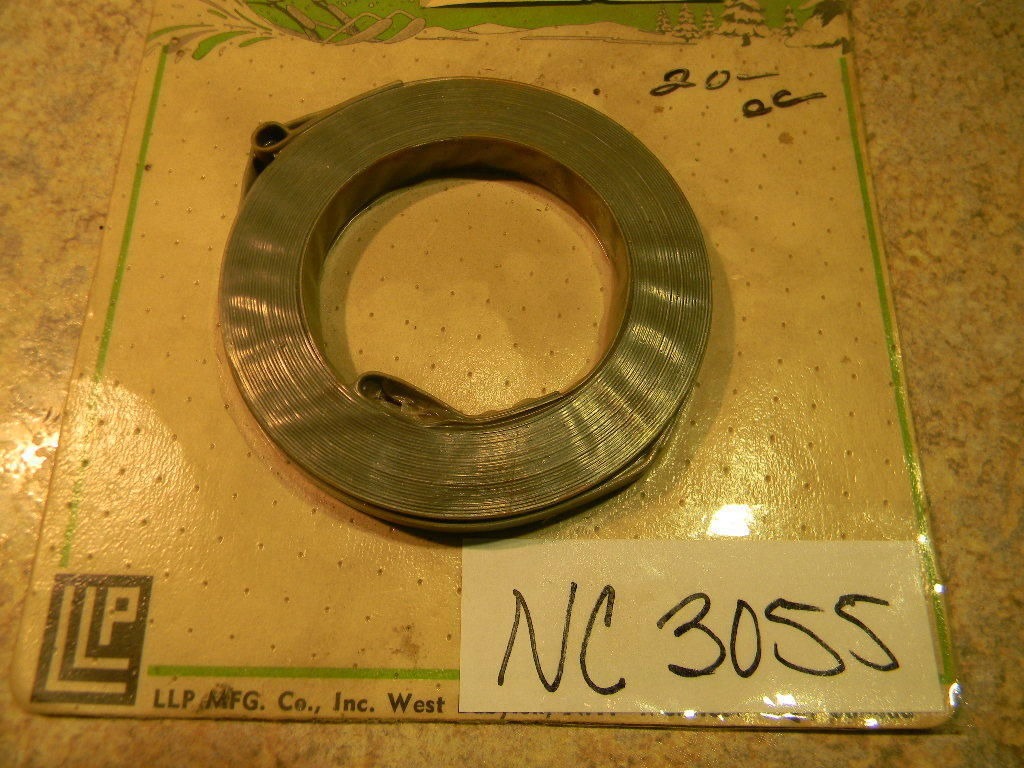 20-
LLP
NC 3055
LLP MFG. Co., Inc. West